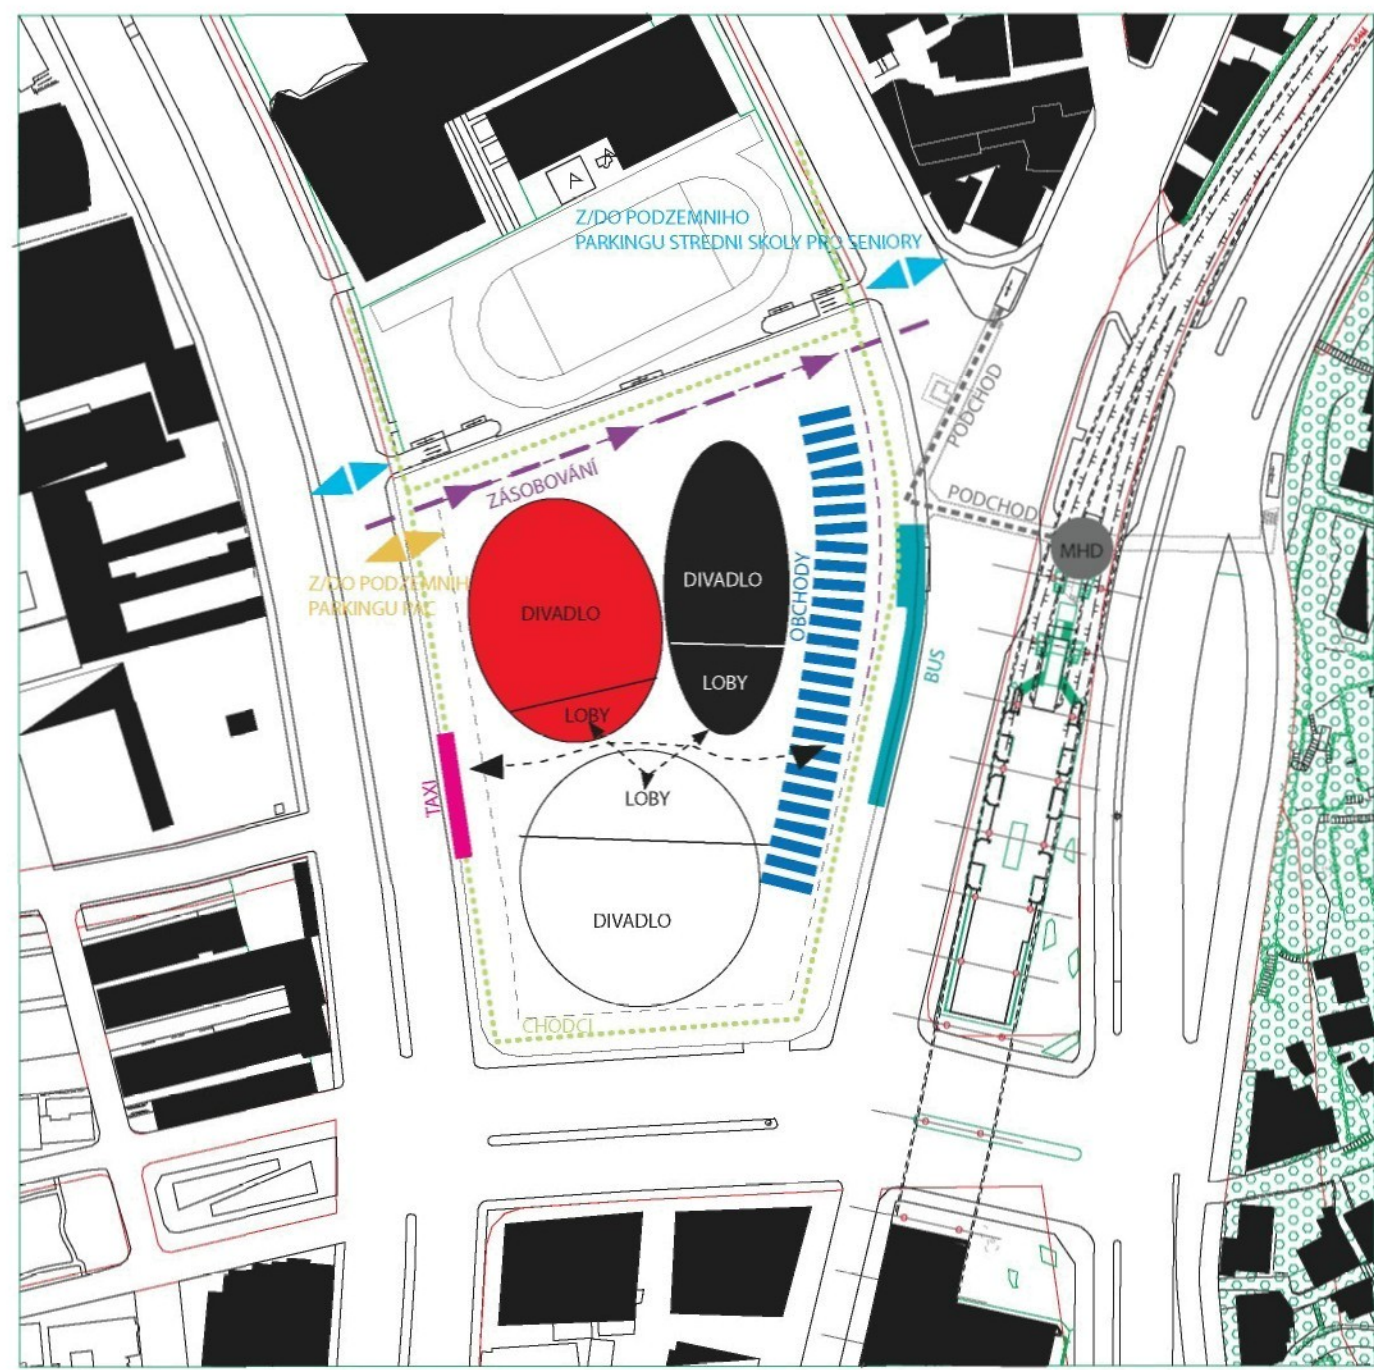 Z/DO PODZEMNIHO
PARKINGU STREDNI SKOLY PRO SENIORY
PODCHOD
ZÁSOBOVÁNÍ
PODCHOD
MHD
Z/DO PODZEMNIH
PARKINGU PAC
DIVADLO
DIVADLO
OBCHODY
LOBY
BUS
LOBY
TAXI
LOBY
DIVADLO
CHODCI